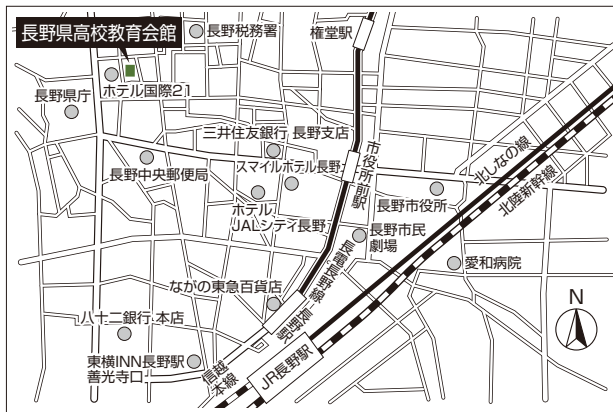 長野県高校教育会館
長野税務署
権堂駅
ホテル国際21
長野県庁
三井住友銀行 長野支店
市役所前駅
スマイルホテル長野
長野中央郵便局
北しなの線
北陸新幹線
長野市役所
ホテル
JALシティ長野
長野市民
劇場
愛和病院
ながの東急百貨店
長電長野線
長野駅
N
八十二銀行 本店
東横INN長野駅
善光寺口
信越
本線
JR長野駅